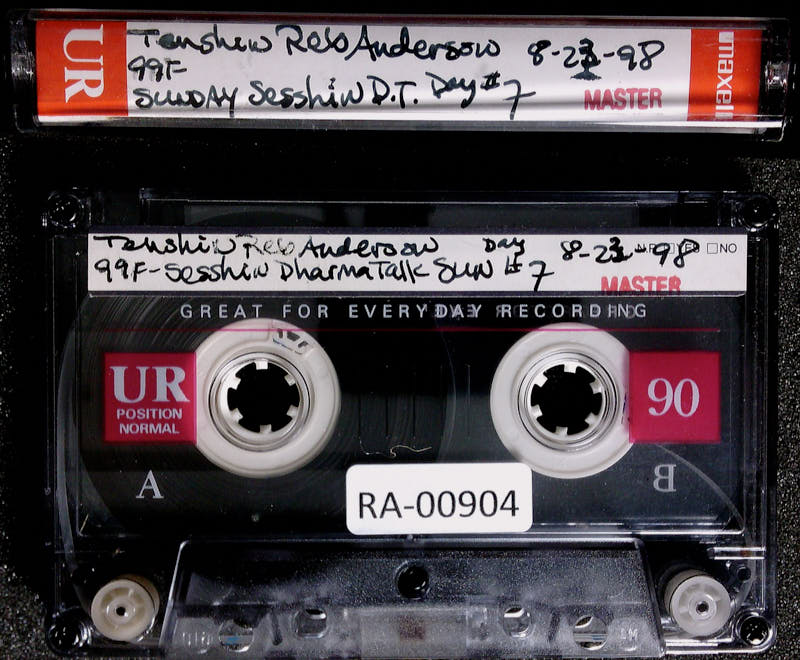 UR
Tenshin Reb Anderson 8-23-98
99F-
SUNDAY Sesshin D.T. Day # 7
MASTER
maxell
Tenshin Reb Anderson Day 8-23-98
YES NO
99F-Sesshin Dharma Talk SUN # 7
MASTER
GREAT FOR EVERYDAY RECORDING
UR
POSITION
NORMAL
90
A
B
RA-00904